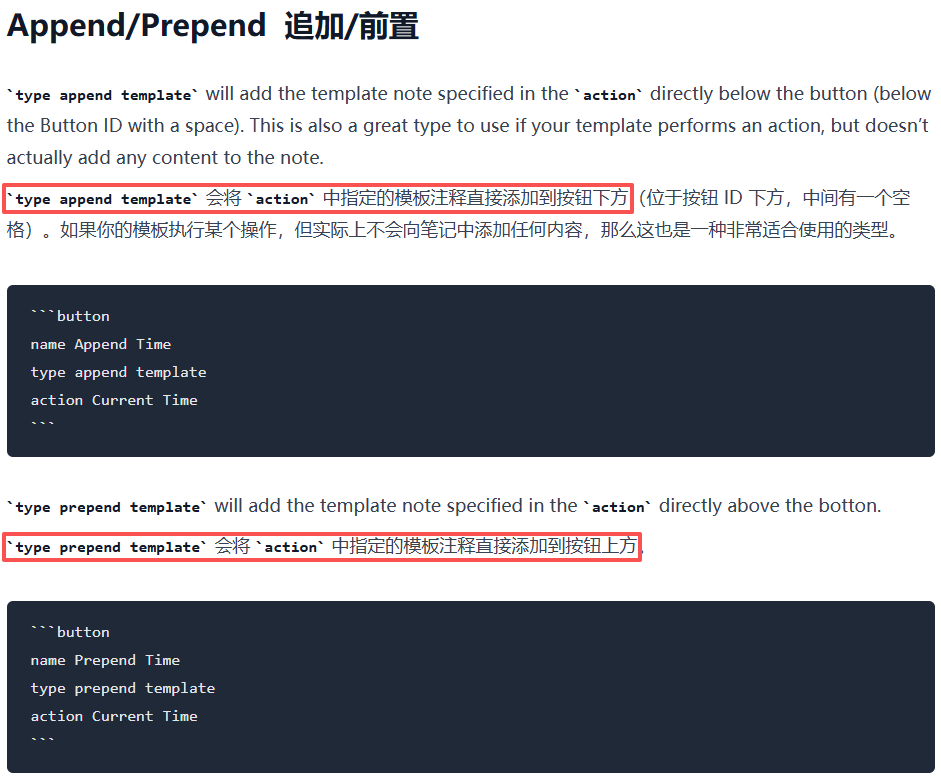 Append/Prepend 追加/前置
`type append template` will add the template note specified in the `action` directly below the button (below
the Button ID with a space). This is also a great type to use if your template performs an action, but doesn’t
actually add any content to the note.
`type append template` 会将 `action` 中指定的模板注释直接添加到按钮下方（位于按钮 ID 下方，中间有一个空
格）。如果你的模板执行某个操作，但实际上不会向笔记中添加任何内容，那么这也是一种非常适合使用的类型。
```button
name Append Time
type append template
action Current Time
```
`type prepend template` will add the template note specified in the `action` directly above the botton.
`type prepend template` 会将 `action` 中指定的模板注释直接添加到按钮上方。
```button
name Prepend Time
type prepend template
action Current Time
```